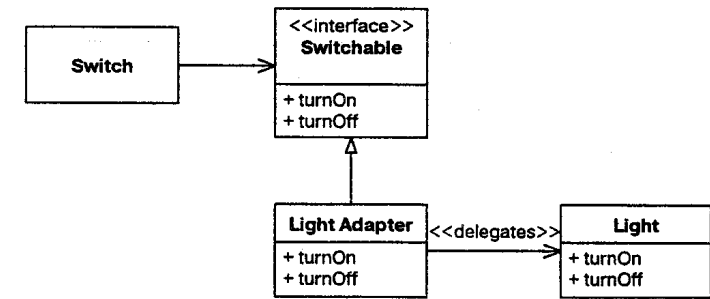 <<interface>>
Switchable
Switch
+ turnOn
+ turnOff
Light Adapter
<<delegates>>
Light
+ turnOn
+ turnOff
+ turnOn
+ turnOff